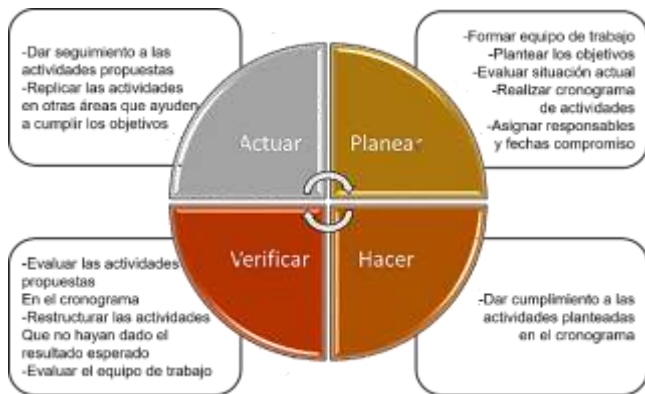 -Dar seguimiento a las
actividades propuestas
-Replicar las actividades
en otras áreas que ayuden
a cumplir los objetivos
-Formar equipo de trabajo
-Plantear los objetivos
-Evaluar situación actual
-Realizar cronograma
de actividades
-Asignar responsables
y fechas compromiso
Actuar
Planear
Verificar
Hacer
-Evaluar las actividades
propuestas
En el cronograma
-Restructurar las actividades
Que no hayan dado el
resultado esperado
-Evaluar el equipo de trabajo
-Dar cumplimiento a las
actividades planteadas
en el cronograma